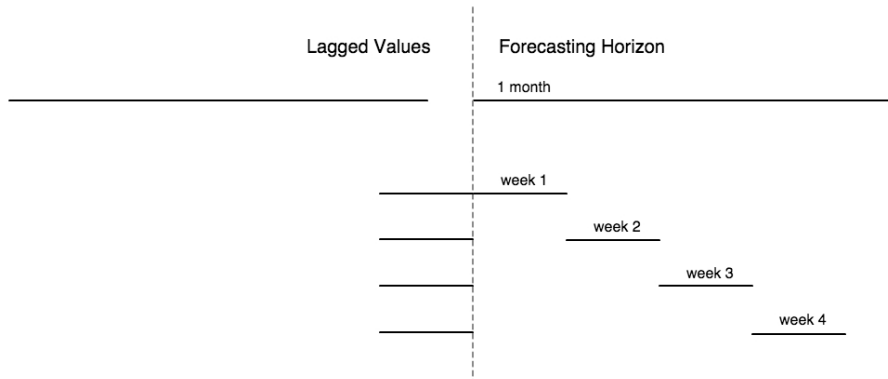 Lagged Values
Forecasting Horizon
1 month
week 1
week 2
week 3
week 4